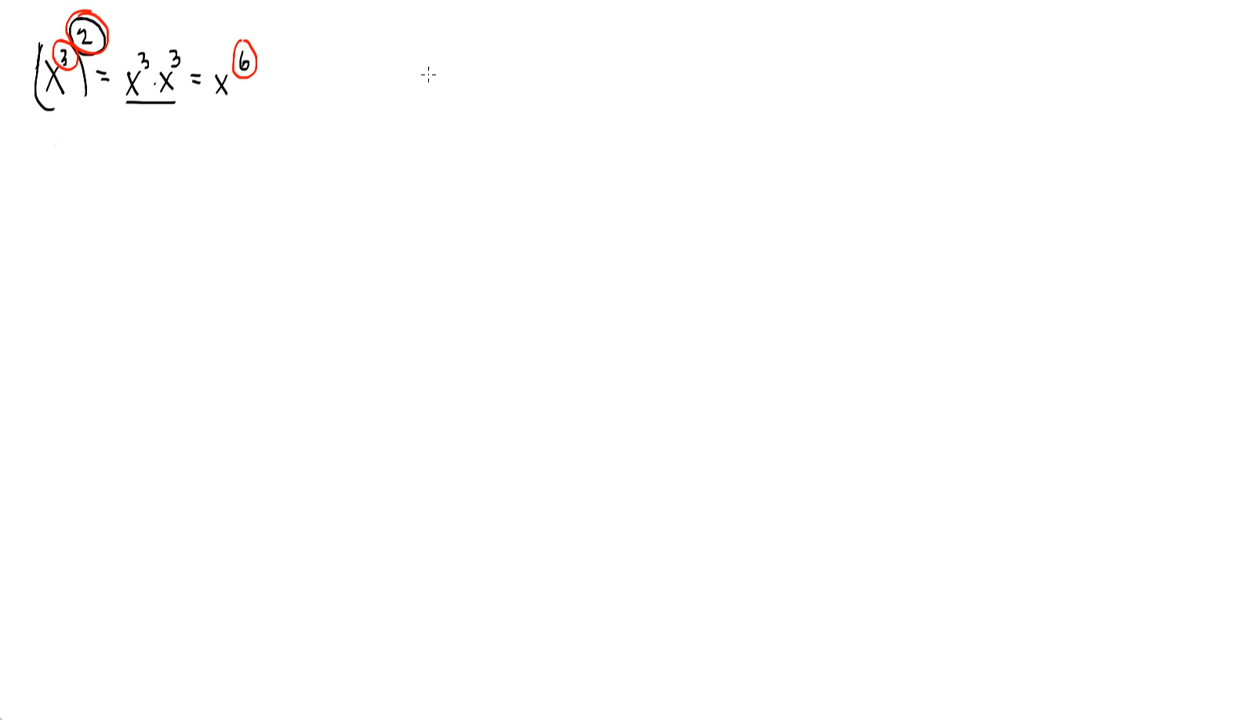 (x³)² = x³ · x³ = x⁶